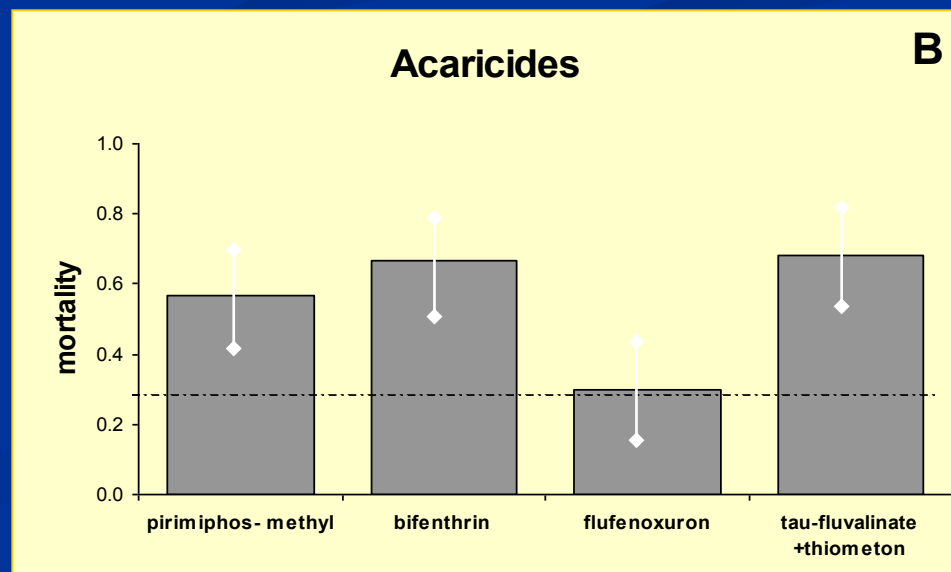 B
Acaricides
1.0
0.8
0.6
0.4
0.2
0.0
mortality
pirimiphos- methyl
bifenthrin
flufenoxuron
tau-fluvalinate
+thiometon